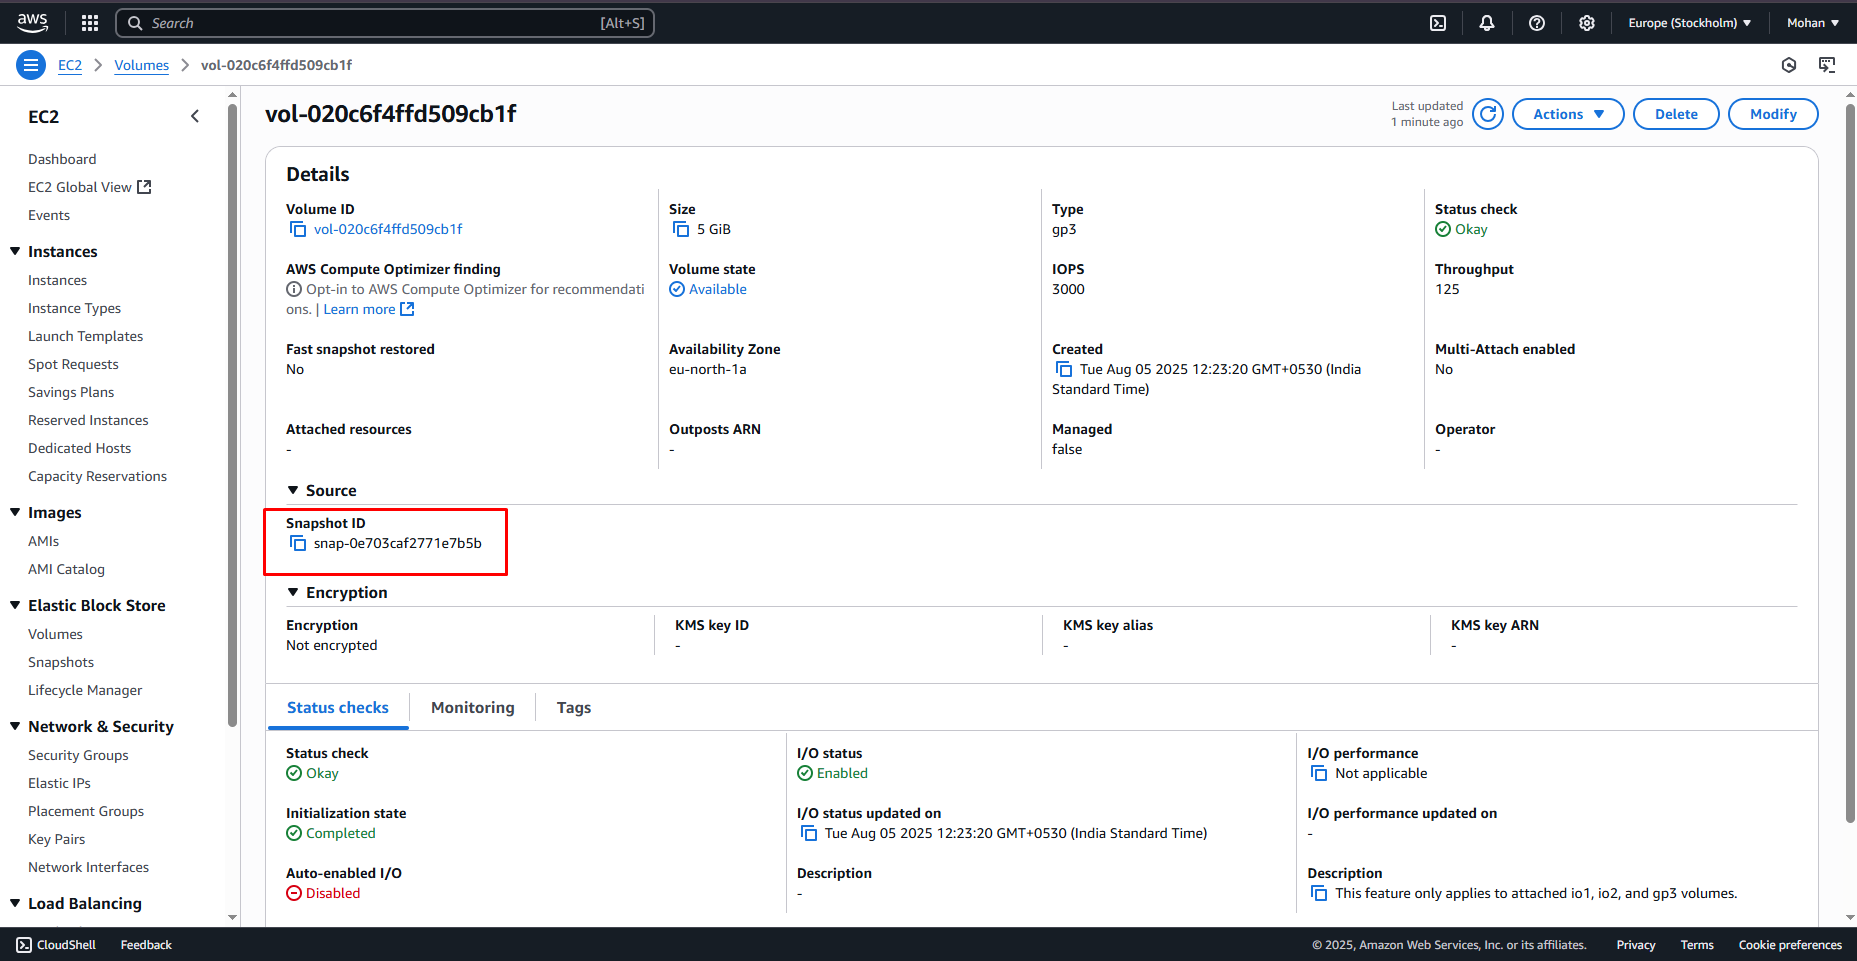 aws
Search
[Alt+S]
Europe (Stockholm)
Mohan
EC2
Volumes
vol-020c6f4ffd509cb1f
EC2
Dashboard
EC2 Global View
Events
Instances
Instances
Instance Types
Launch Templates
Spot Requests
Savings Plans
Reserved Instances
Dedicated Hosts
Capacity Reservations
Images
AMIs
AMI Catalog
Elastic Block Store
Volumes
Snapshots
Lifecycle Manager
Network & Security
Security Groups
Elastic IPs
Placement Groups
Key Pairs
Network Interfaces
Load Balancing
vol-020c6f4ffd509cb1f
Last updated
1 minute ago
Actions
Delete
Modify
Details
Volume ID
vol-020c6f4ffd509cb1f
Size
5 GiB
Type
gp3
Status check
Okay
AWS Compute Optimizer finding
Opt-in to AWS Compute Optimizer for recommendati
ons. | Learn more
Volume state
Available
IOPS
3000
Throughput
125
Fast snapshot restored
No
Availability Zone
eu-north-1a
Created
Tue Aug 05 2025 12:23:20 GMT+0530 (India
Standard Time)
Multi-Attach enabled
No
Attached resources
-
Outposts ARN
-
Managed
false
Operator
-
Source
Snapshot ID
snap-0e703caf2771e7b5b
Encryption
Encryption
Not encrypted
KMS key ID
-
KMS key alias
-
KMS key ARN
-
Status checks
Monitoring
Tags
Status check
Okay
I/O status
Enabled
I/O performance
Not applicable
Initialization state
Completed
I/O status updated on
Tue Aug 05 2025 12:23:20 GMT+0530 (India Standard Time)
I/O performance updated on
-
Auto-enabled I/O
Disabled
Description
-
Description
This feature only applies to attached io1, io2, and gp3 volumes.
CloudShell
Feedback
© 2025, Amazon Web Services, Inc. or its affiliates.
Privacy
Terms
Cookie preferences